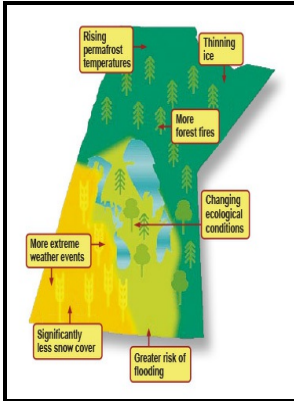 Rising
permafrost
temperatures
Thinning
ice
More
forest fires
Changing
ecological
conditions
More extreme
weather events
Significantly
less snow cover
Greater risk of
flooding